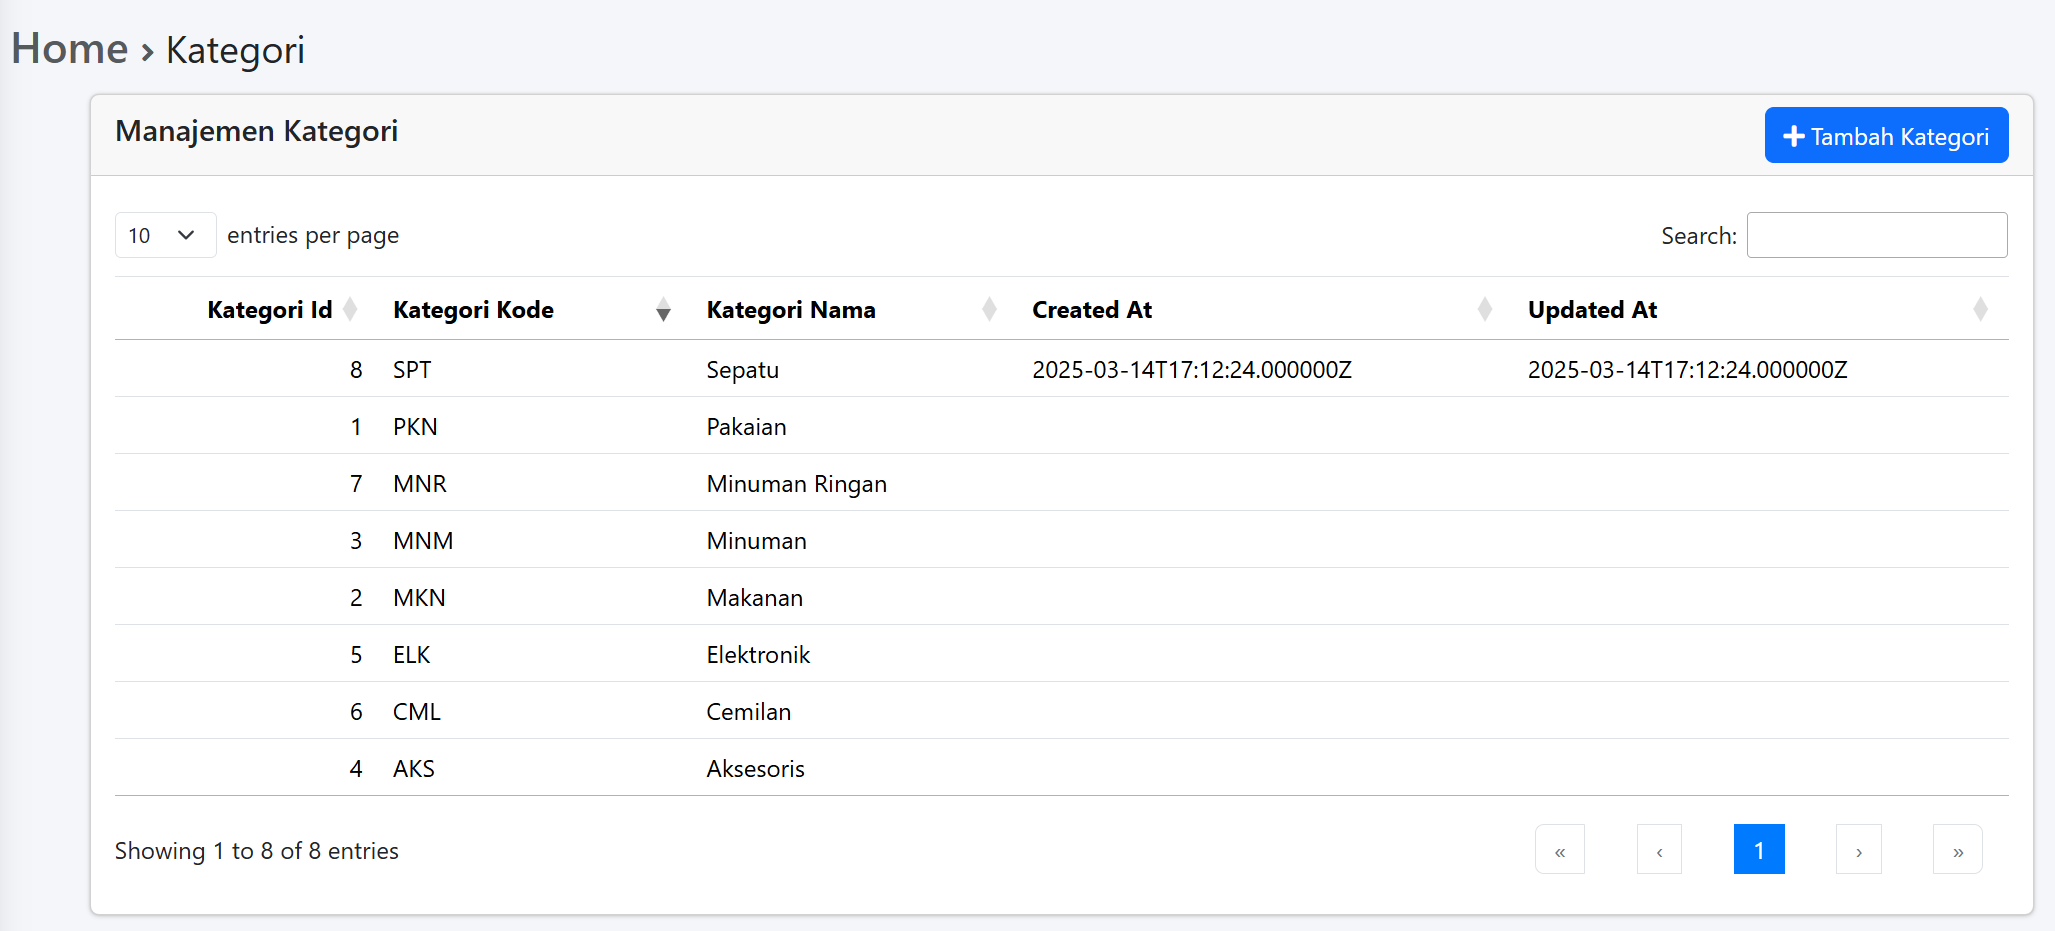 Home › Kategori
Manajemen Kategori
Tambah Kategori
10 entries per page
Search:
Kategori Id Kategori Kode Kategori Nama Created At Updated At
8 SPT Sepatu 2025-03-14T17:12:24.000000Z 2025-03-14T17:12:24.000000Z
1 PKN Pakaian
7 MNR Minuman Ringan
3 MNM Minuman
2 MKN Makanan
5 ELK Elektronik
6 CML Cemilan
4 AKS Aksesoris
Showing 1 to 8 of 8 entries
« ‹ 1 › »